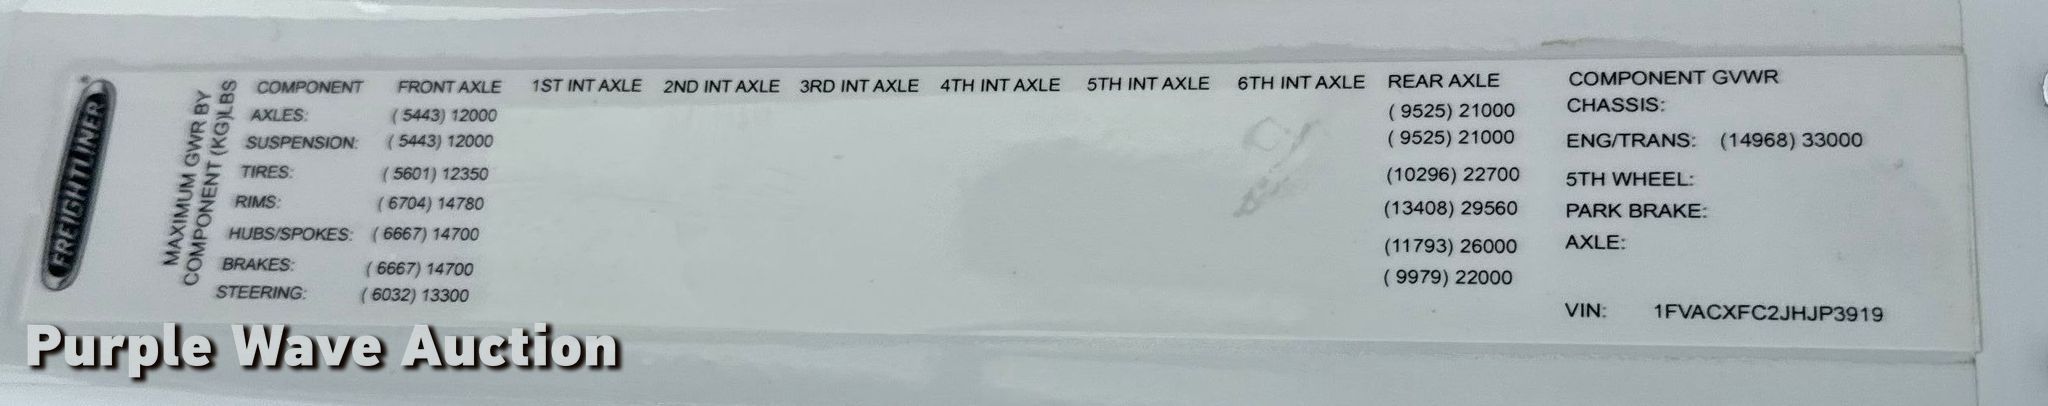 FREIGHTLINER
MAXIMUM GWR BY
COMPONENT (KG)LBS
COMPONENT FRONT AXLE 1ST INT AXLE 2ND INT AXLE 3RD INT AXLE 4TH INT AXLE 5TH INT AXLE 6TH INT AXLE REAR AXLE COMPONENT GVWR
AXLES: ( 5443) 12000 ( 9525) 21000 CHASSIS:
SUSPENSION: ( 5443) 12000 ( 9525) 21000 ENG/TRANS: (14968) 33000
TIRES: ( 5601) 12350 (10296) 22700 5TH WHEEL:
RIMS: ( 6704) 14780 (13408) 29560 PARK BRAKE:
HUBS/SPOKES: ( 6667) 14700 (11793) 26000 AXLE:
BRAKES: ( 6667) 14700 ( 9979) 22000
STEERING: ( 6032) 13300
VIN: 1FVACXFC2JHJP3919
Purple Wave Auction